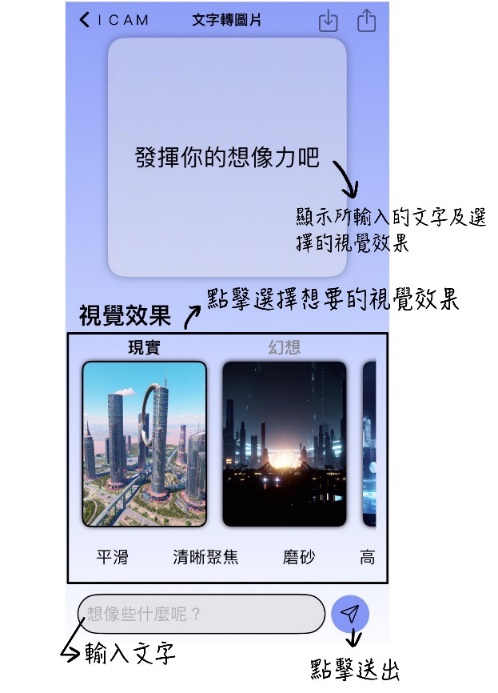 ICAM 文字轉圖片
發揮你的想像力吧
顯示所輸入的文字及選
擇的視覺效果
點擊選擇想要的視覺效果
視覺效果
現實 幻想
平滑 清晰聚焦 磨砂 高
想像些什麼呢？
輸入文字
點擊送出